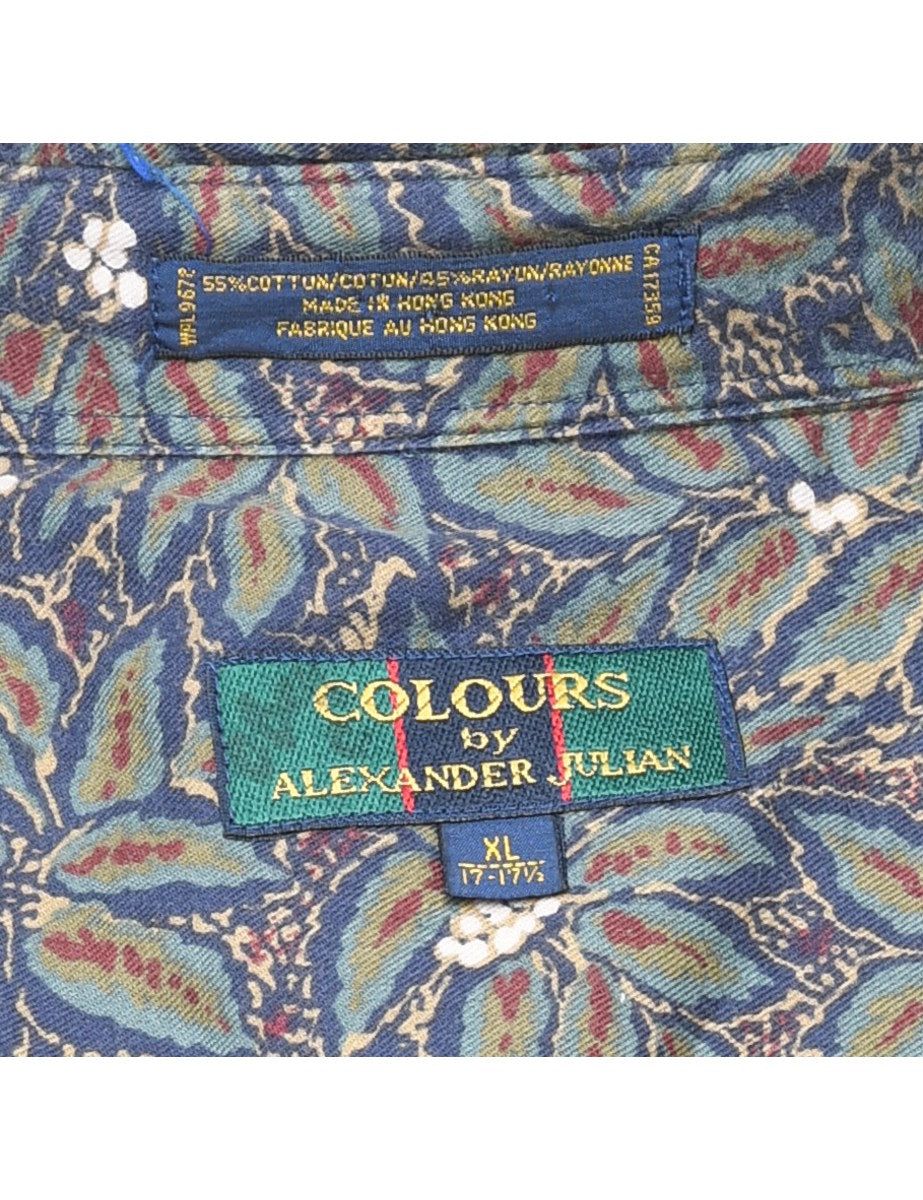 WPL9672
55%COTTON/COTON/45%RAYON/RAYONNE
MADE IN HONG KONG
FABRIQUE AU HONG KONG
CA17359
COLOURS
by
ALEXANDER JULIAN
XL
17-17½